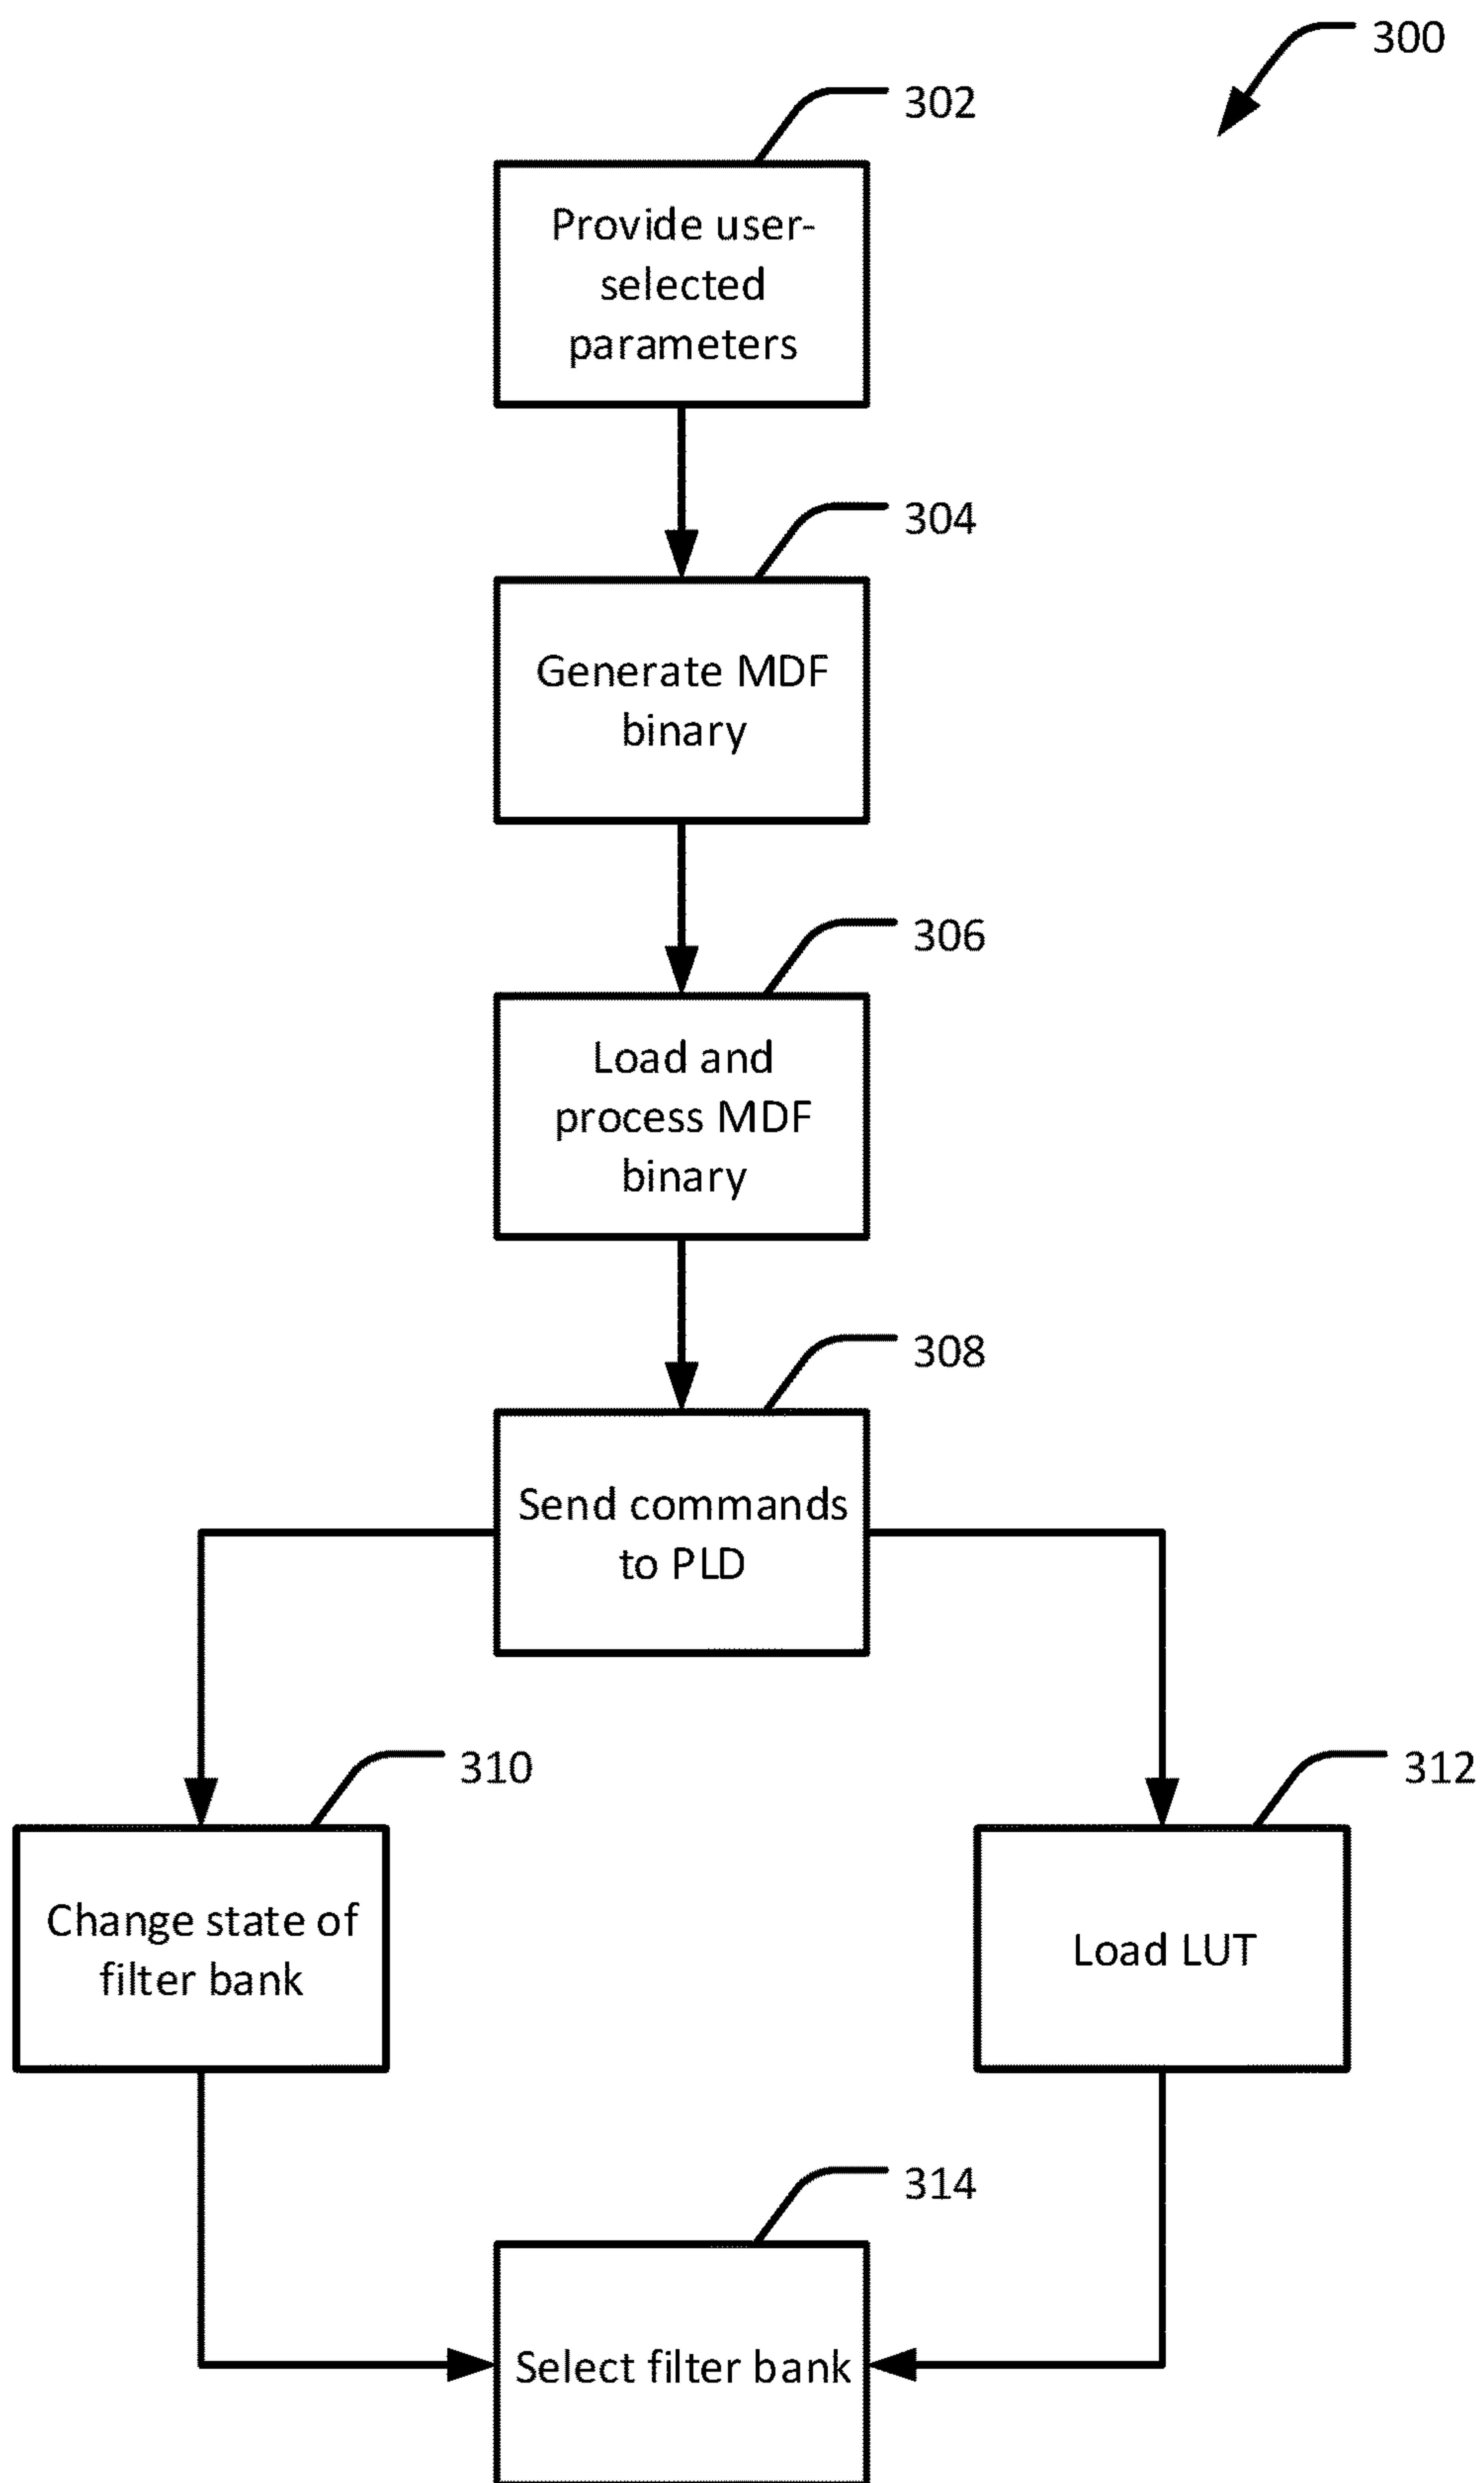 300
302
Provide user-
selected
parameters
304
Generate MDF
binary
306
Load and
process MDF
binary
308
Send commands
to PLD
310
Change state of
filter bank
312
Load LUT
314
Select filter bank